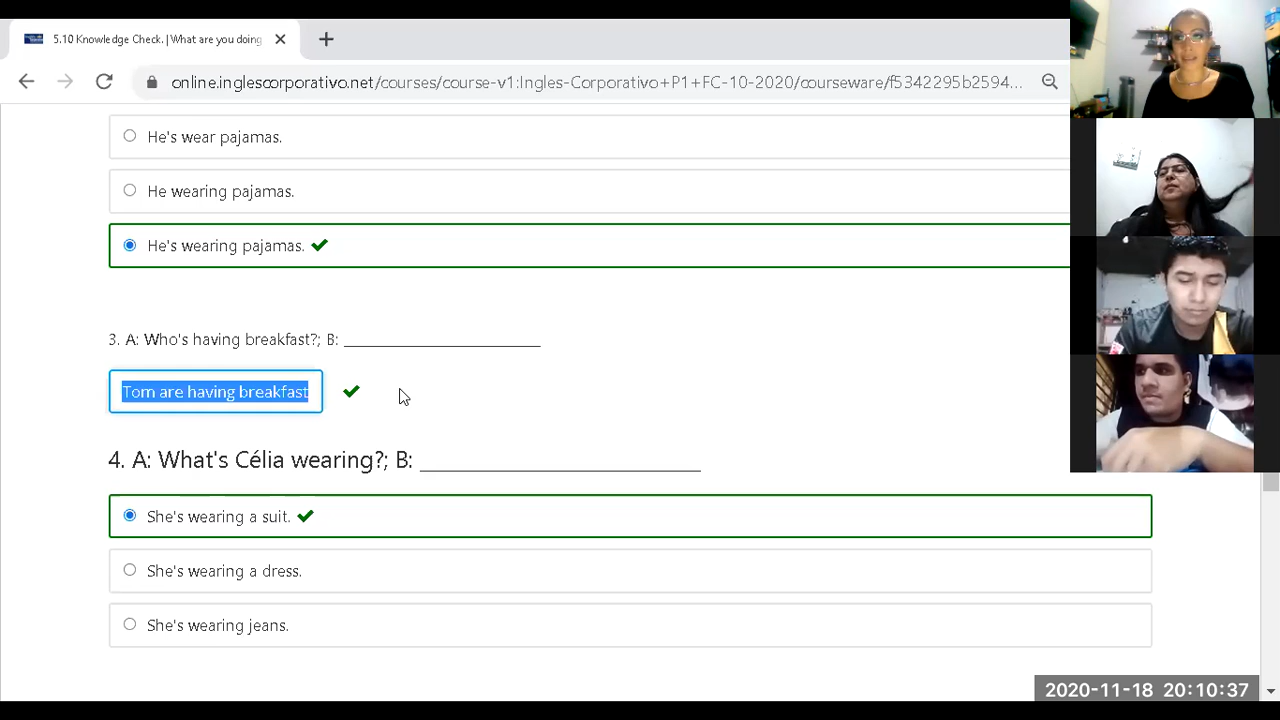 5.10 Knowledge Check. | What are you doing
online.inglescorporativo.net/courses/course-v1:Ingles-Corporativo+P1+FC-10-2020/courseware/f5342295b2594...
He's wear pajamas.
He wearing pajamas.
He's wearing pajamas.
3. A: Who's having breakfast?; B: ______________________
Tom are having breakfast
4. A: What's Célia wearing?; B: ______________________
She's wearing a suit.
She's wearing a dress.
She's wearing jeans.
2020-11-18 20:10:37